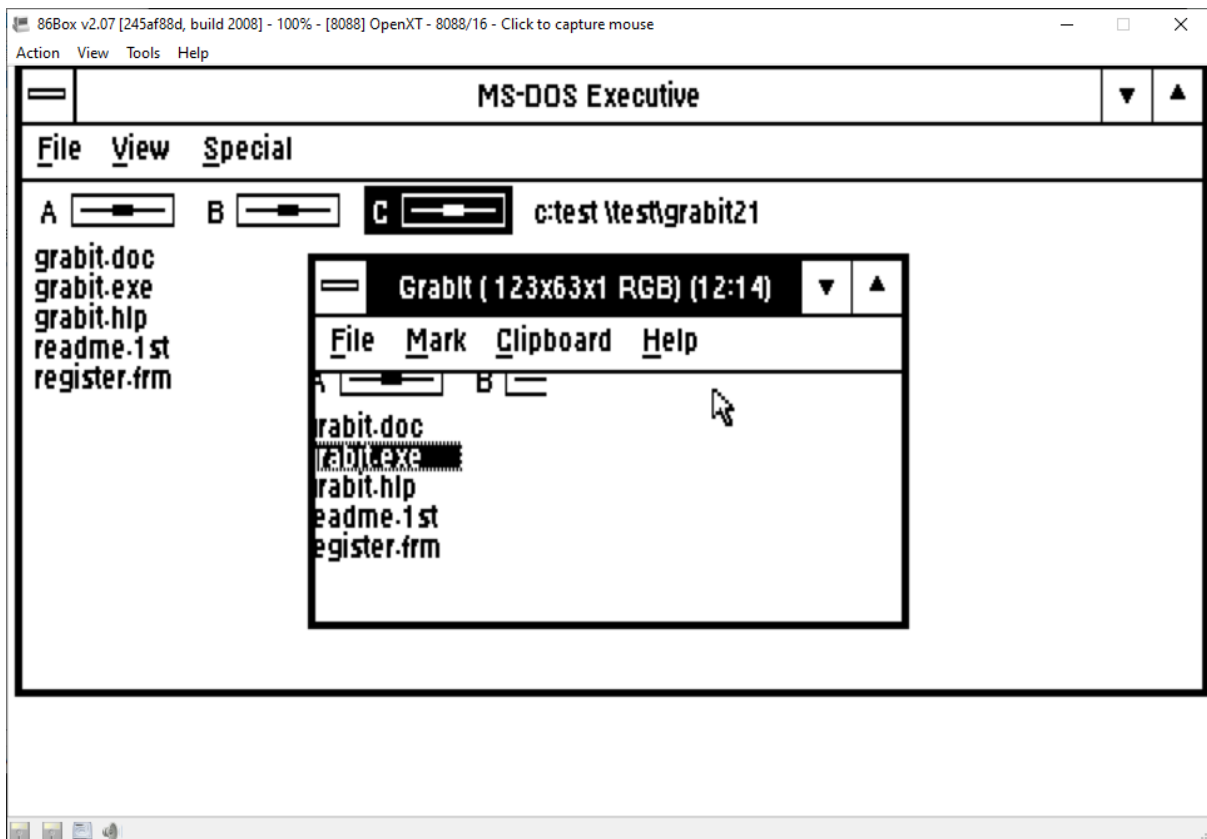 86Box v2.07 [245af88d, build 2008] - 100% - [8088] OpenXT - 8088/16 - Click to capture mouse
Action View Tools Help
MS-DOS Executive
File View Special
A B C c:test \test\grabit21
grabit.doc
grabit.exe
grabit.hlp
readme.1st
register.frm
GrabIt ( 123x63x1 RGB) (12:14)
File Mark Clipboard Help
A B
rabit.doc
rabit.exe
rabit.hlp
eadme.1st
egister.frm